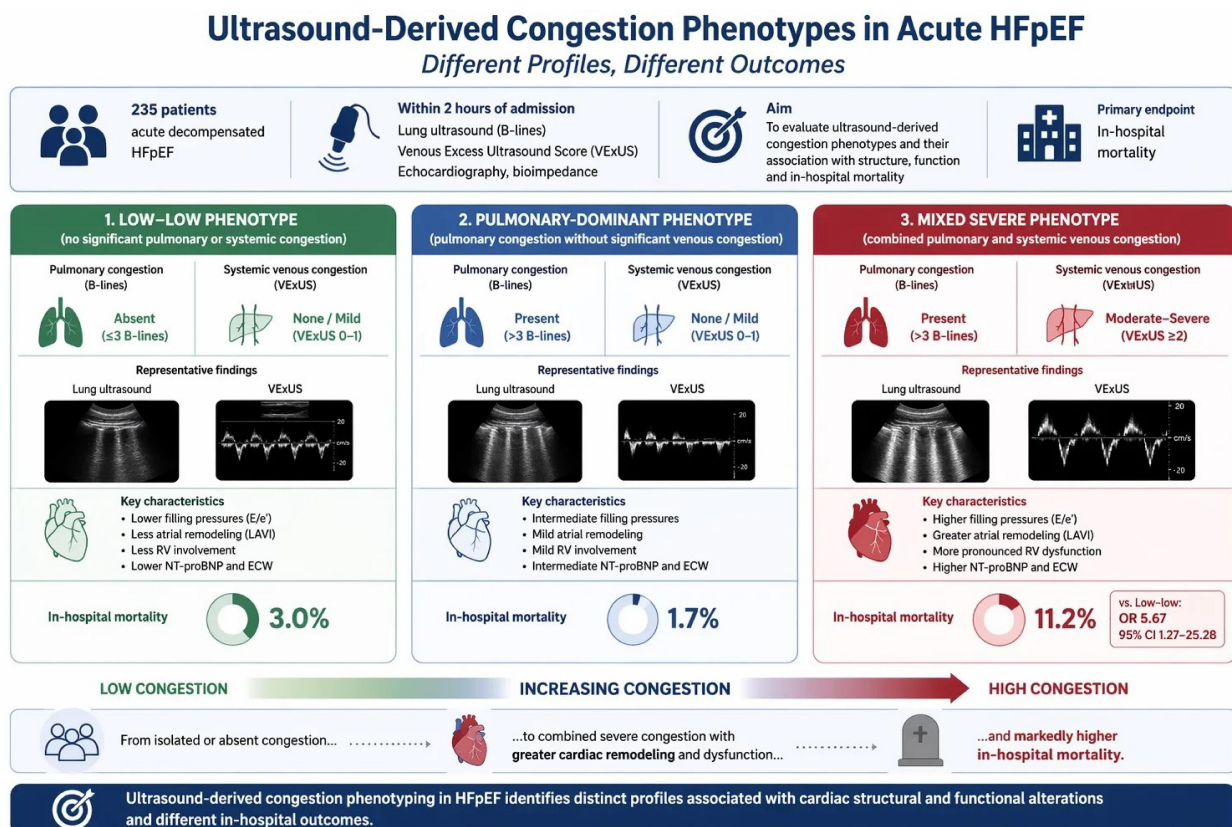 Ultrasound-Derived Congestion Phenotypes in Acute HFpEF
Different Profiles, Different Outcomes
235 patients
acute decompensated
HFpEF
Within 2 hours of admission
Lung ultrasound (B-lines)
Venous Excess Ultrasound Score (VExUS)
Echocardiography, bioimpedance
Aim
To evaluate ultrasound-derived
congestion phenotypes and their
association with structure, function
and in-hospital mortality
Primary endpoint
In-hospital
mortality
1. LOW–LOW PHENOTYPE
(no significant pulmonary or systemic congestion)
Pulmonary congestion
(B-lines)
Absent
(≤3 B-lines)
Systemic venous congestion
(VExUS)
None / Mild
(VExUS 0–1)
Representative findings
Lung ultrasound
VExUS
20
cm/s
-20
Key characteristics
• Lower filling pressures (E/e')
• Less atrial remodeling (LAVI)
• Less RV involvement
• Lower NT-proBNP and ECW
In-hospital mortality
3.0%
2. PULMONARY-DOMINANT PHENOTYPE
(pulmonary congestion without significant venous congestion)
Pulmonary congestion
(B-lines)
Present
(>3 B-lines)
Systemic venous congestion
(VExUS)
None / Mild
(VExUS 0–1)
Representative findings
Lung ultrasound
VExUS
20
cm/s
-20
Key characteristics
• Intermediate filling pressures
• Mild atrial remodeling
• Mild RV involvement
• Intermediate NT-proBNP and ECW
In-hospital mortality
1.7%
3. MIXED SEVERE PHENOTYPE
(combined pulmonary and systemic venous congestion)
Pulmonary congestion
(B-lines)
Present
(>3 B-lines)
Systemic venous congestion
Moderate–Severe
(VExUS ≥2)
Representative findings
Lung ultrasound
VExUS
20
cm/s
-20
Key characteristics
• Higher filling pressures (E/e')
• Greater atrial remodeling (LAVI)
• More pronounced RV dysfunction
• Higher NT-proBNP and ECW
In-hospital mortality
11.2%
vs. Low–low:
OR 5.67
95% CI 1.27–25.28
LOW CONGESTION
INCREASING CONGESTION
HIGH CONGESTION
From isolated or absent congestion...
...to combined severe congestion with
greater cardiac remodeling and dysfunction...
...and markedly higher
in-hospital mortality.
Ultrasound-derived congestion phenotyping in HFpEF identifies distinct profiles associated with cardiac structural and functional alterations
and different in-hospital outcomes.